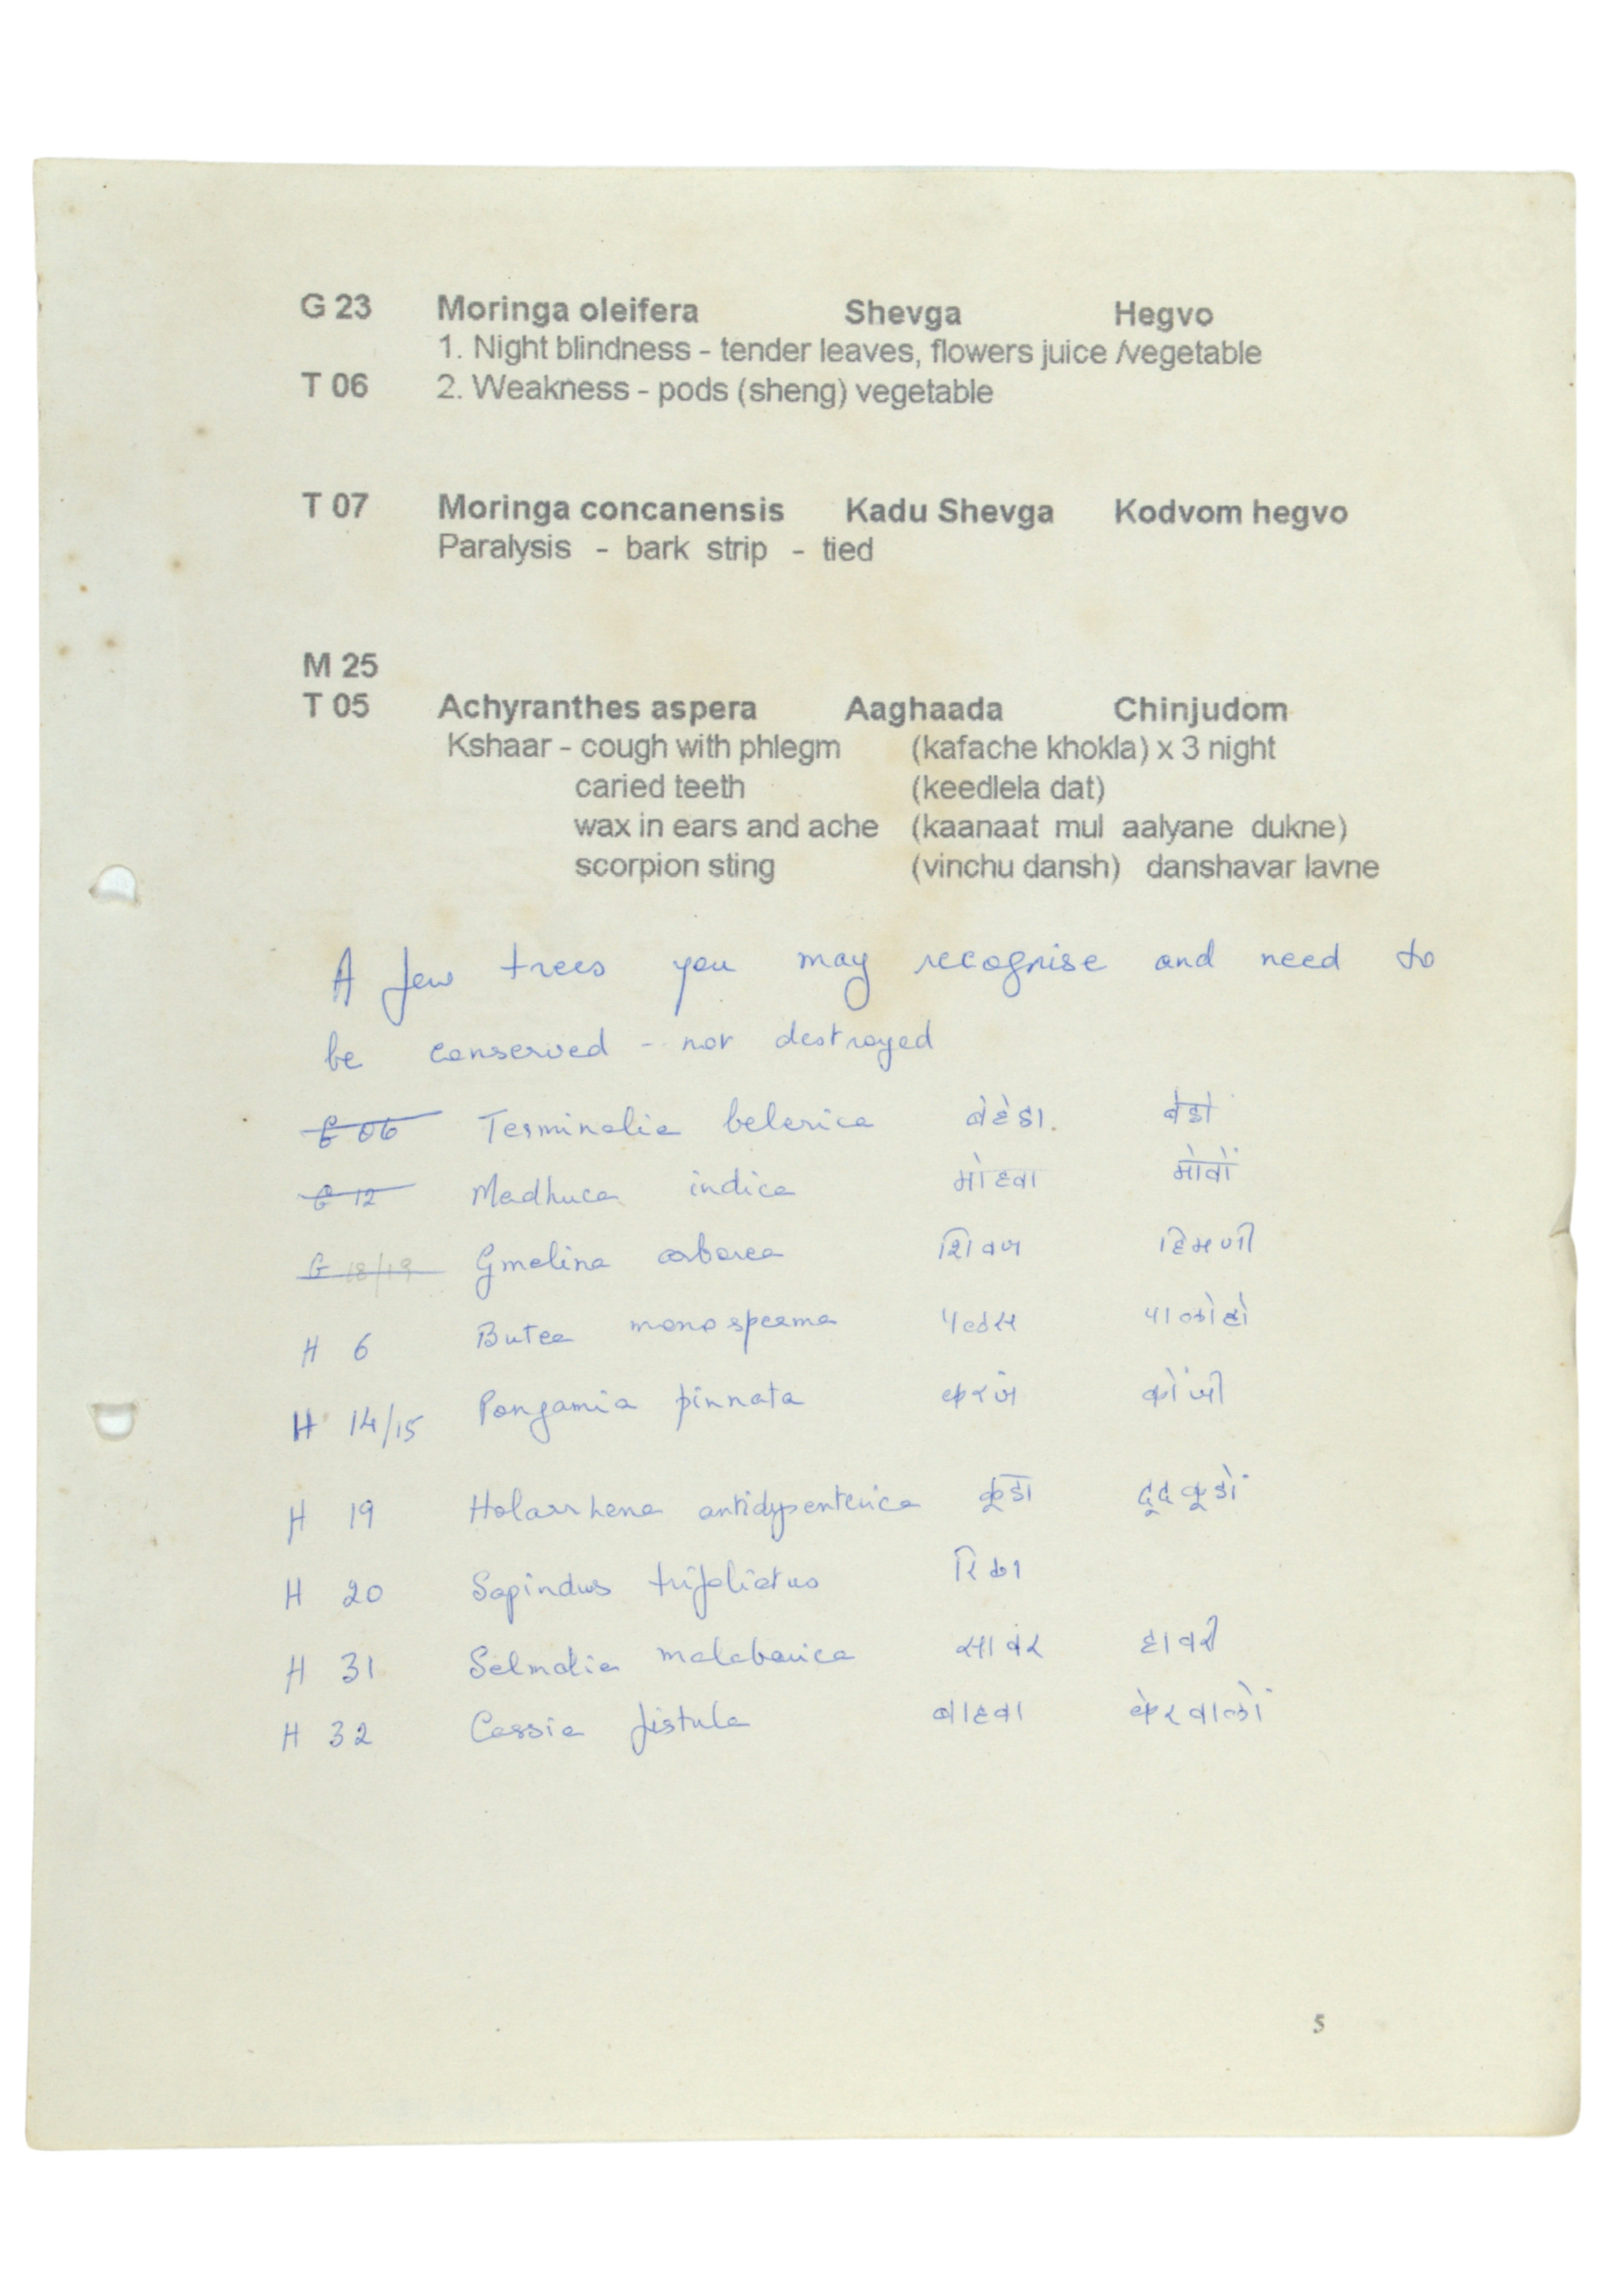 G 23 Moringa oleifera Shevga Hegvo
1. Night blindness - tender leaves, flowers juice /vegetable
T 06 2. Weakness - pods (sheng) vegetable
T 07 Moringa concanensis Kadu Shevga Kodvom hegvo
Paralysis - bark strip - tied
M 25
T 05 Achyranthes aspera Aaghaada Chinjudom
Kshaar - cough with phlegm (kafache khokla) x 3 night
caried teeth (keedlela dat)
wax in ears and ache (kaanaat mul aalyane dukne)
scorpion sting (vinchu dansh) danshavar lavne
A few trees you may recognise and need to
be conserved - not destroyed
G 06 Terminalia belerica बेहेडा. वेडो
G 12 Madhuca indica मोहवा मोवों
G 18/19 Gmelina arborea शिवण
H 6 Butea monosperma पळस
H 14/15 Pongamia pinnata करंज
H 19 Holarrhena antidysenterica कूडा दूदकूडों
H 20 Sapindus trifoliatus रिठा
H 31 Selmalia malabarica सावंर हावरी
H 32 Cassia fistula बाहवा केरवाळों
5